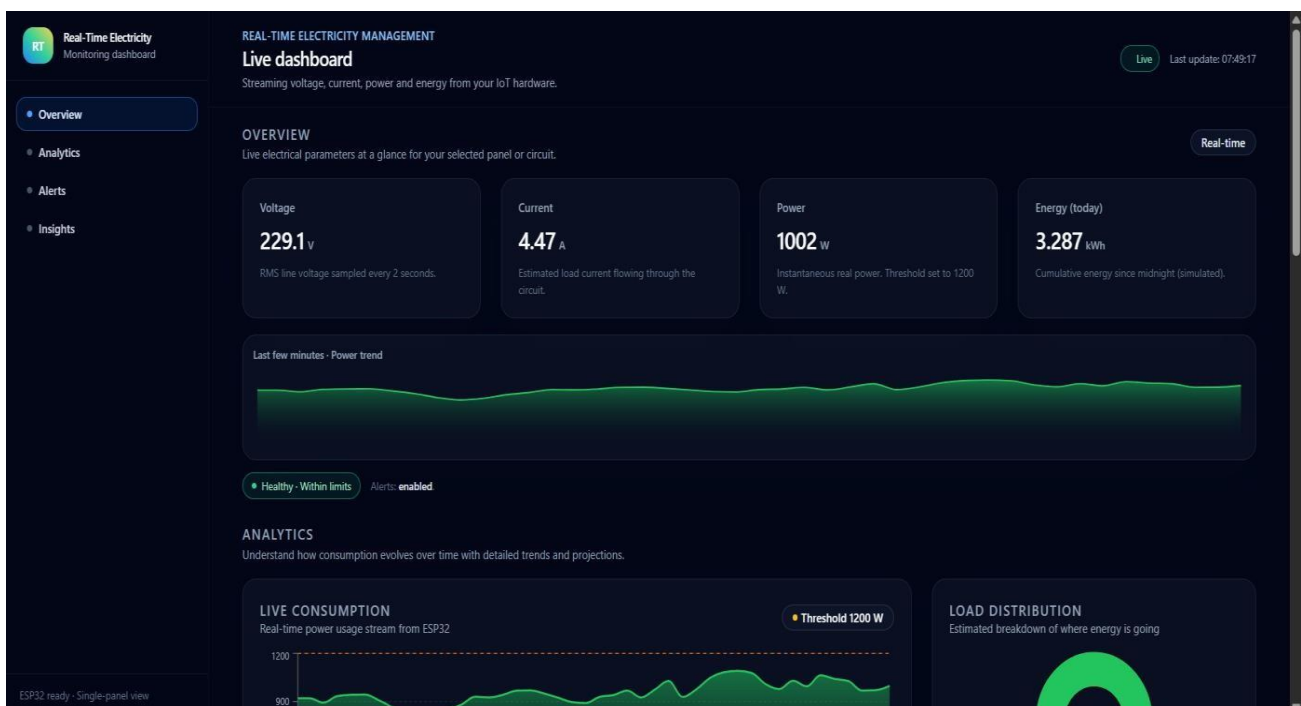 RT
Real-Time Electricity
Monitoring dashboard
Overview
Analytics
Alerts
Insights
ESP32 ready · Single-panel view
REAL-TIME ELECTRICITY MANAGEMENT
Live dashboard
Streaming voltage, current, power and energy from your IoT hardware.
Live
Last update: 07:49:17
OVERVIEW
Live electrical parameters at a glance for your selected panel or circuit.
Real-time
Voltage
229.1 V
RMS line voltage sampled every 2 seconds.
Current
4.47 A
Estimated load current flowing through the
circuit.
Power
1002 W
Instantaneous real power. Threshold set to 1200
W.
Energy (today)
3.287 kWh
Cumulative energy since midnight (simulated).
Last few minutes · Power trend
Healthy · Within limits
Alerts: enabled.
ANALYTICS
Understand how consumption evolves over time with detailed trends and projections.
LIVE CONSUMPTION
Real-time power usage stream from ESP32
Threshold 1200 W
1200
900
LOAD DISTRIBUTION
Estimated breakdown of where energy is going